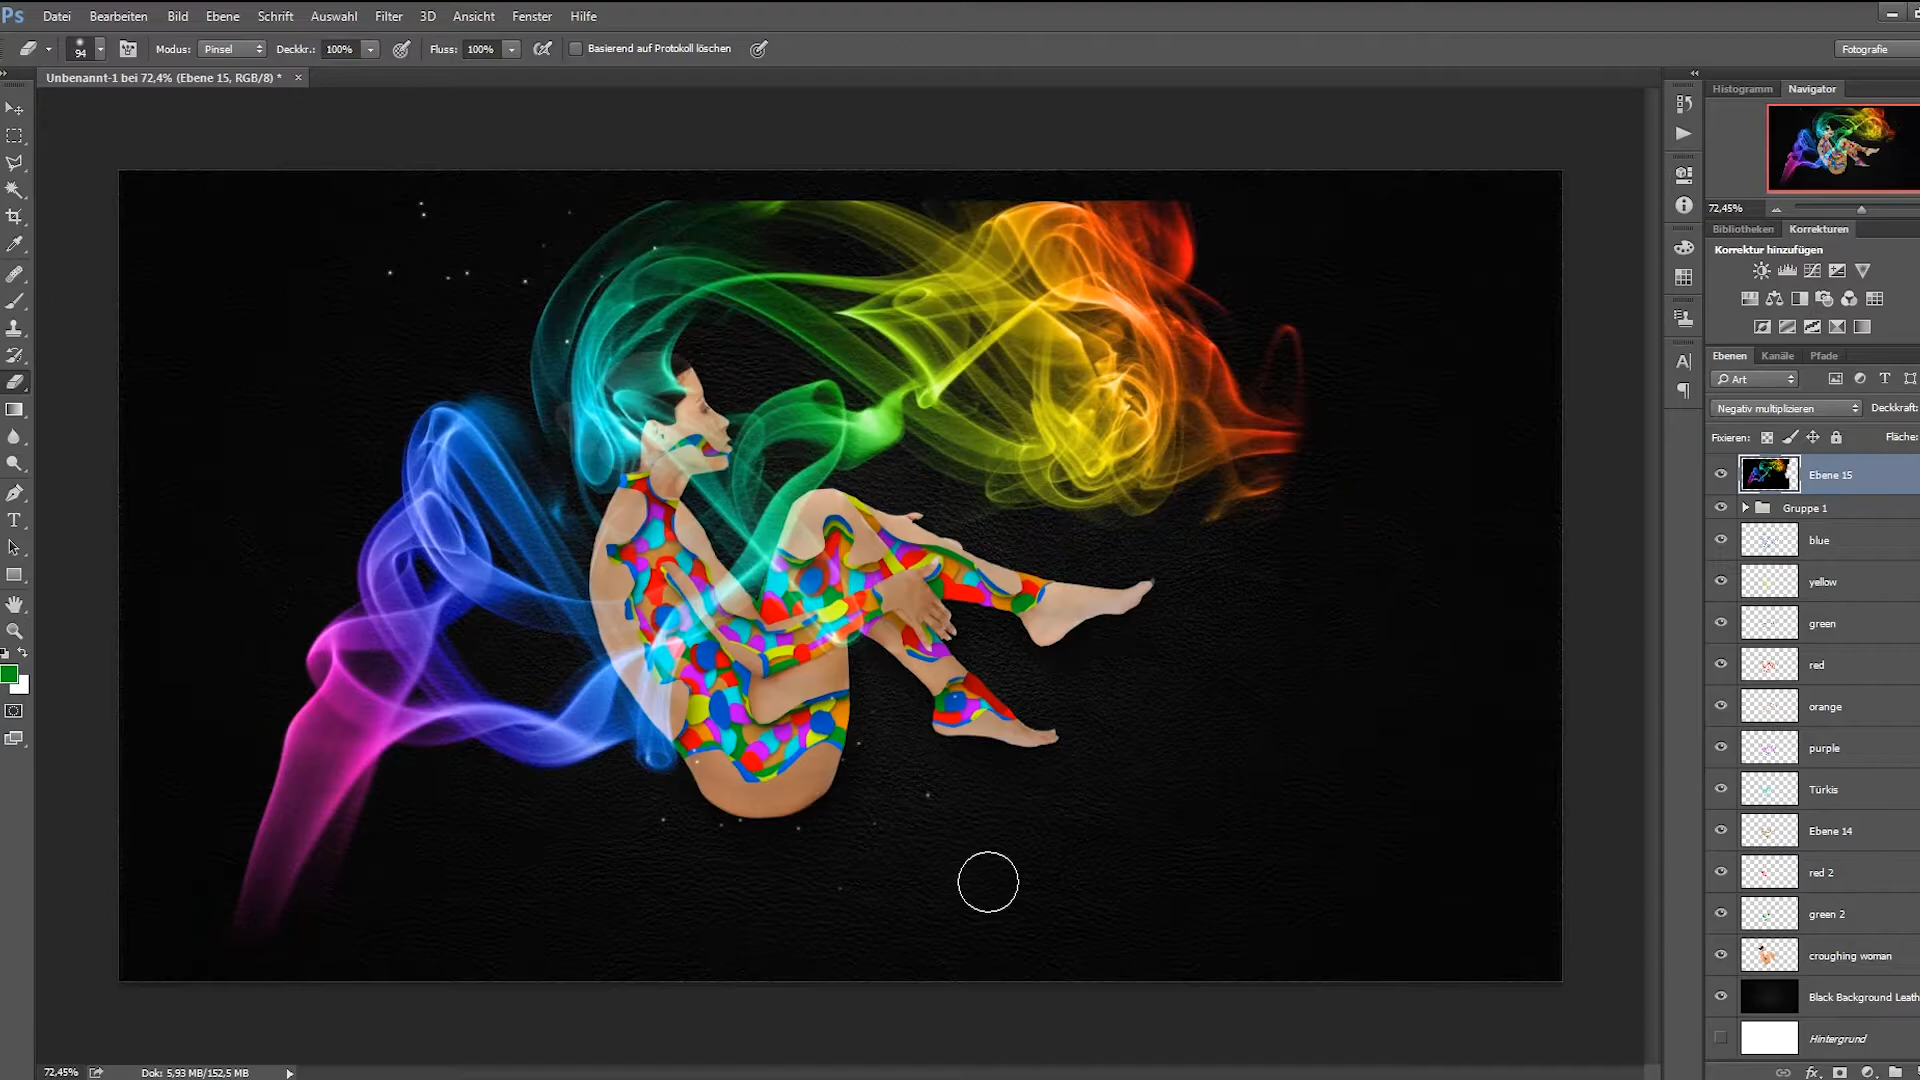 Ps Datei Bearbeiten Bild Ebene Schrift Auswahl Filter 3D Ansicht Fenster Hilfe
94 Modus: Pinsel Deckkr.: 100% Fluss: 100% Basierend auf Protokoll löschen Fotografie
Unbenannt-1 bei 72,4% (Ebene 15, RGB/8) * ×
Histogramm Navigator
72,45%
Bibliotheken Korrekturen
Korrektur hinzufügen
Ebenen Kanäle Pfade
Art
Negativ multiplizieren Deckkraft:
Fixieren: Fläche:
Ebene 15
Gruppe 1
blue
yellow
green
red
orange
purple
Türkis
Ebene 14
red 2
green 2
croughing woman
Black Background Leath
Hintergrund
72,45% Dok: 5,93 MB/152,5 MB
fx